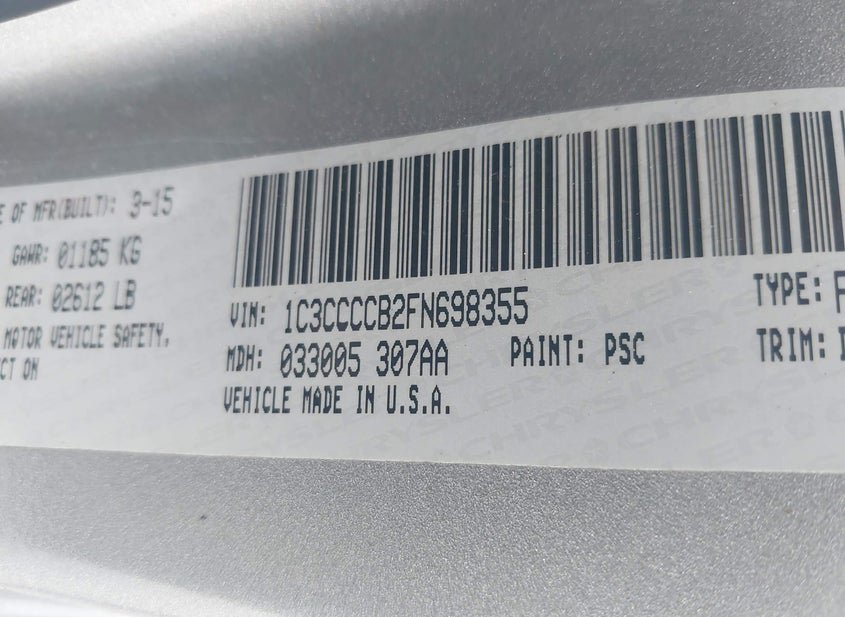 E OF MFR(BUILT): 3-15
GAWR: 01185 KG
REAR: 02612 LB
MOTOR VEHICLE SAFETY,
CT ON
VIN: 1C3CCCCB2FN698355
MDH: 033005 307AA PAINT: PSC
VEHICLE MADE IN U.S.A.
TYPE:
TRIM:
CHRYSLER